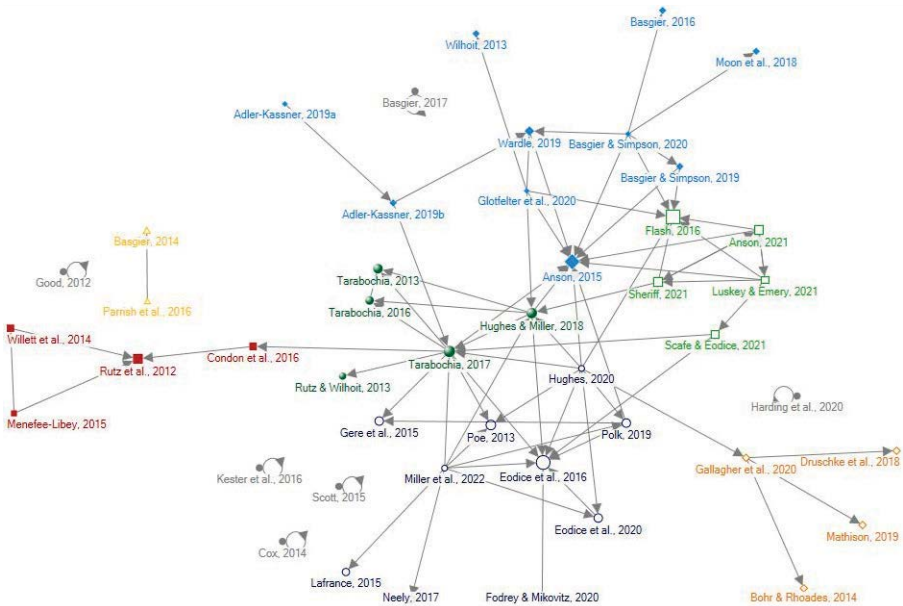 Basgier, 2016
Wilhoit, 2013
Moon et al., 2018
Basgier, 2017
Adler-Kassner, 2019a
Wardle, 2019
Basgier & Simpson, 2020
Basgier & Simpson, 2019
Glotfelter et al., 2020
Adler-Kassner, 2019b
Flash, 2016
Basgier, 2014
Anson, 2021
Anson, 2015
Tarabochia, 2013
Good, 2012
Sheriff, 2021
Luskey & Emery, 2021
Parrish et al., 2016
Tarabochia, 2016
Hughes & Miller, 2018
Willett et al., 2014
Scafe & Eodice, 2021
Condon et al., 2016
Tarabochia, 2017
Rutz et al., 2012
Hughes, 2020
Rutz & Wilhoit, 2013
Harding et al., 2020
Menefee-Libey, 2015
Gere et al., 2015
Poe, 2013
Polk, 2019
Druschke et al., 2018
Gallagher et al., 2020
Kester et al., 2016
Miller et al., 2022
Eodice et al., 2016
Scott, 2015
Eodice et al., 2020
Mathison, 2019
Cox, 2014
Lafrance, 2015
Neely, 2017
Fodrey & Mikovitz, 2020
Bohr & Rhoades, 2014